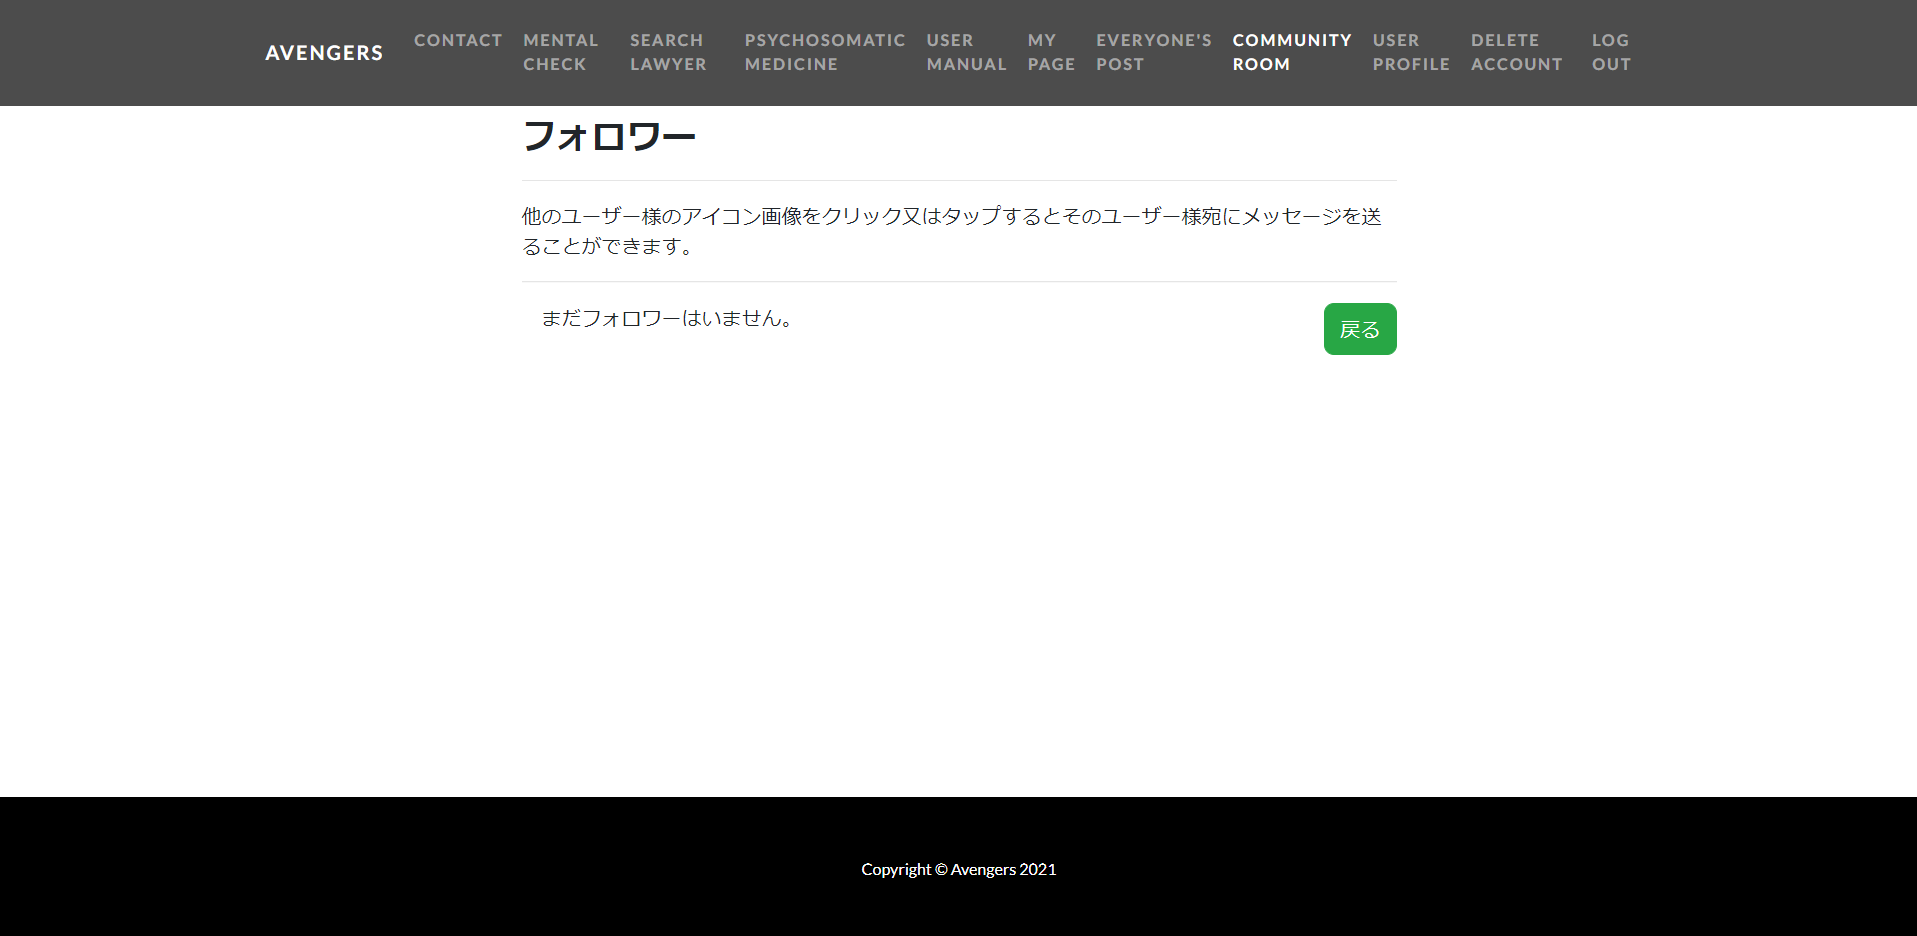 AVENGERS
CONTACT
MENTAL
CHECK
SEARCH
LAWYER
PSYCHOSOMATIC
MEDICINE
USER
MANUAL
MY
PAGE
EVERYONE'S
POST
COMMUNITY
ROOM
USER
PROFILE
DELETE
ACCOUNT
LOG
OUT
フォロワー
他のユーザー様のアイコン画像をクリック又はタップするとそのユーザー様宛にメッセージを送
ることができます。
まだフォロワーはいません。
戻る
Copyright © Avengers 2021